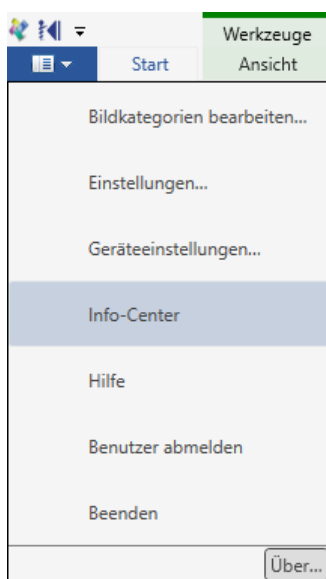 Werkzeuge
Start Ansicht
Bildkategorien bearbeiten...
Einstellungen...
Geräteeinstellungen...
Info-Center
Hilfe
Benutzer abmelden
Beenden
Über...